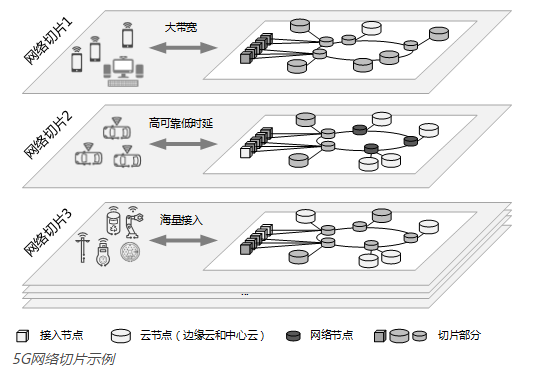 网络切片1
大带宽
网络切片2
高可靠低时延
网络切片3
海量接入
...
接入节点
云节点（边缘云和中心云）
网络节点
切片部分
5G网络切片示例